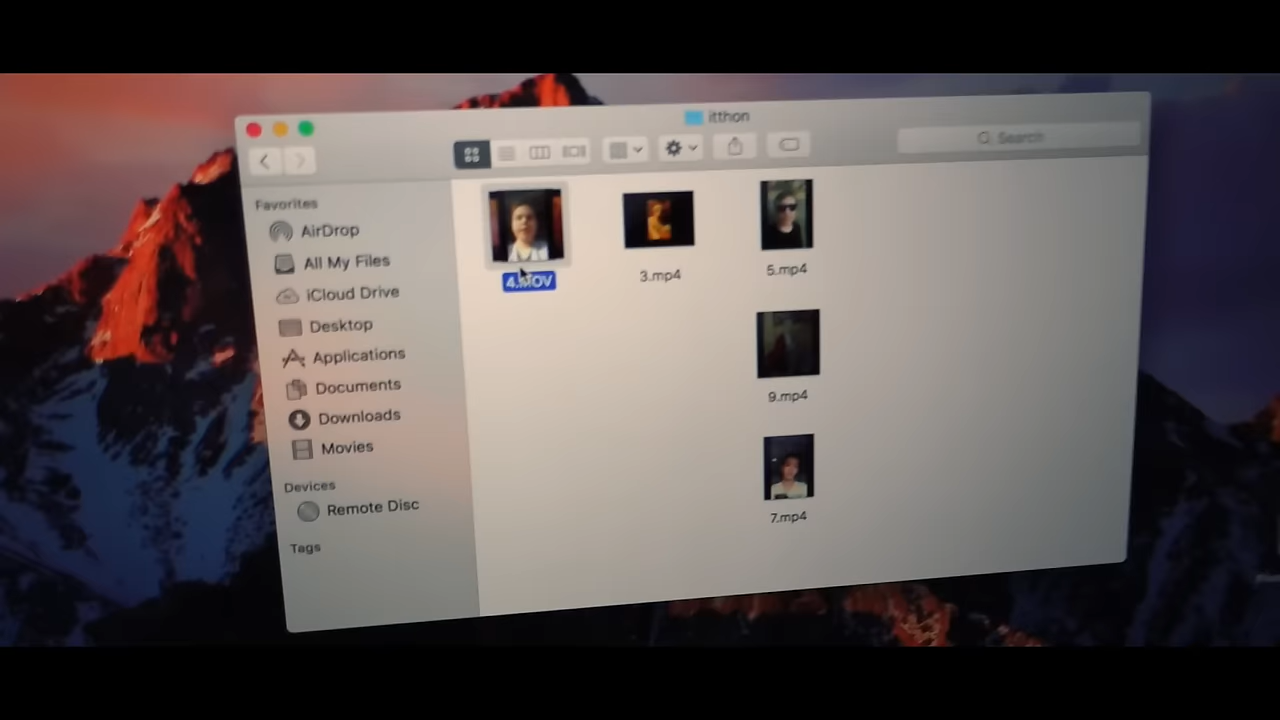 itthon
Search
Favorites
AirDrop
All My Files
iCloud Drive
Desktop
Applications
Documents
Downloads
Movies
Devices
Remote Disc
Tags
4.MOV
3.mp4
5.mp4
9.mp4
7.mp4